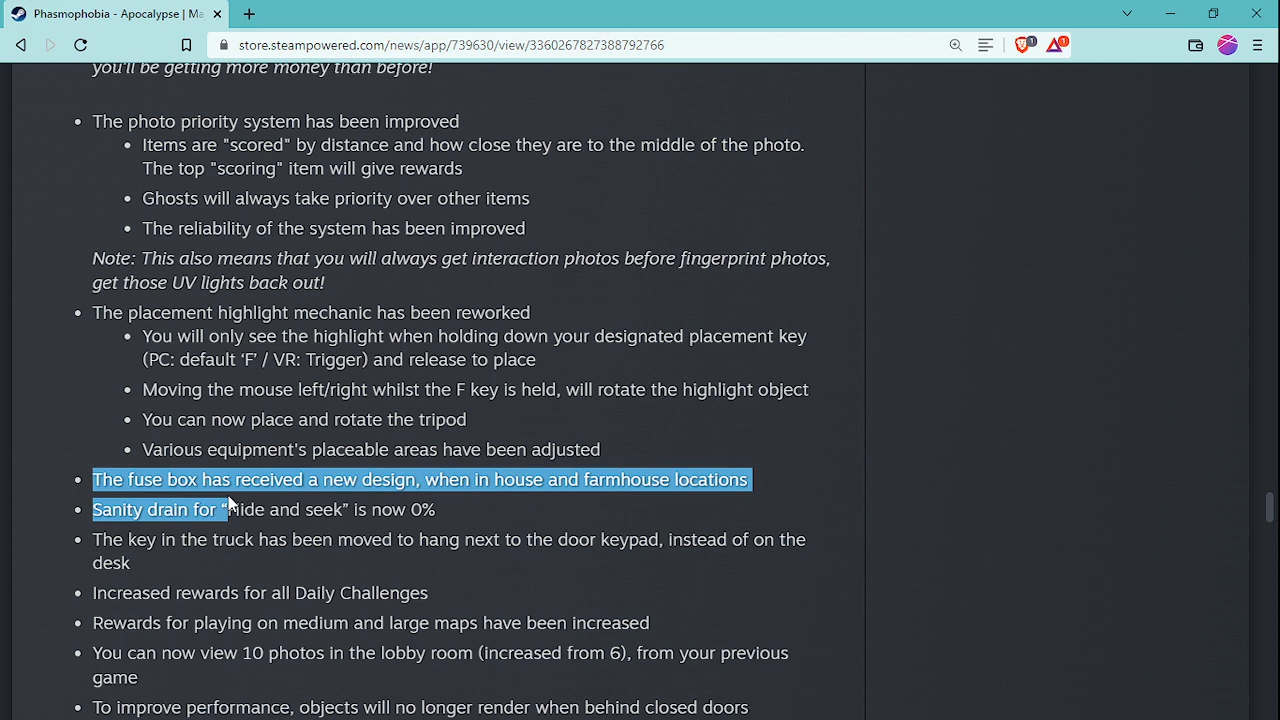 Phasmophobia - Apocalypse | Ma
store.steampowered.com/news/app/739630/view/3360267827388792766
1
1
you'll be getting more money than before!
The photo priority system has been improved
Items are "scored" by distance and how close they are to the middle of the photo.
The top "scoring" item will give rewards
Ghosts will always take priority over other items
The reliability of the system has been improved
Note: This also means that you will always get interaction photos before fingerprint photos,
get those UV lights back out!
The placement highlight mechanic has been reworked
You will only see the highlight when holding down your designated placement key
(PC: default ‘F’ / VR: Trigger) and release to place
Moving the mouse left/right whilst the F key is held, will rotate the highlight object
You can now place and rotate the tripod
Various equipment's placeable areas have been adjusted
The fuse box has received a new design, when in house and farmhouse locations
Sanity drain for “Hide and seek” is now 0%
The key in the truck has been moved to hang next to the door keypad, instead of on the
desk
Increased rewards for all Daily Challenges
Rewards for playing on medium and large maps have been increased
You can now view 10 photos in the lobby room (increased from 6), from your previous
game
To improve performance, objects will no longer render when behind closed doors